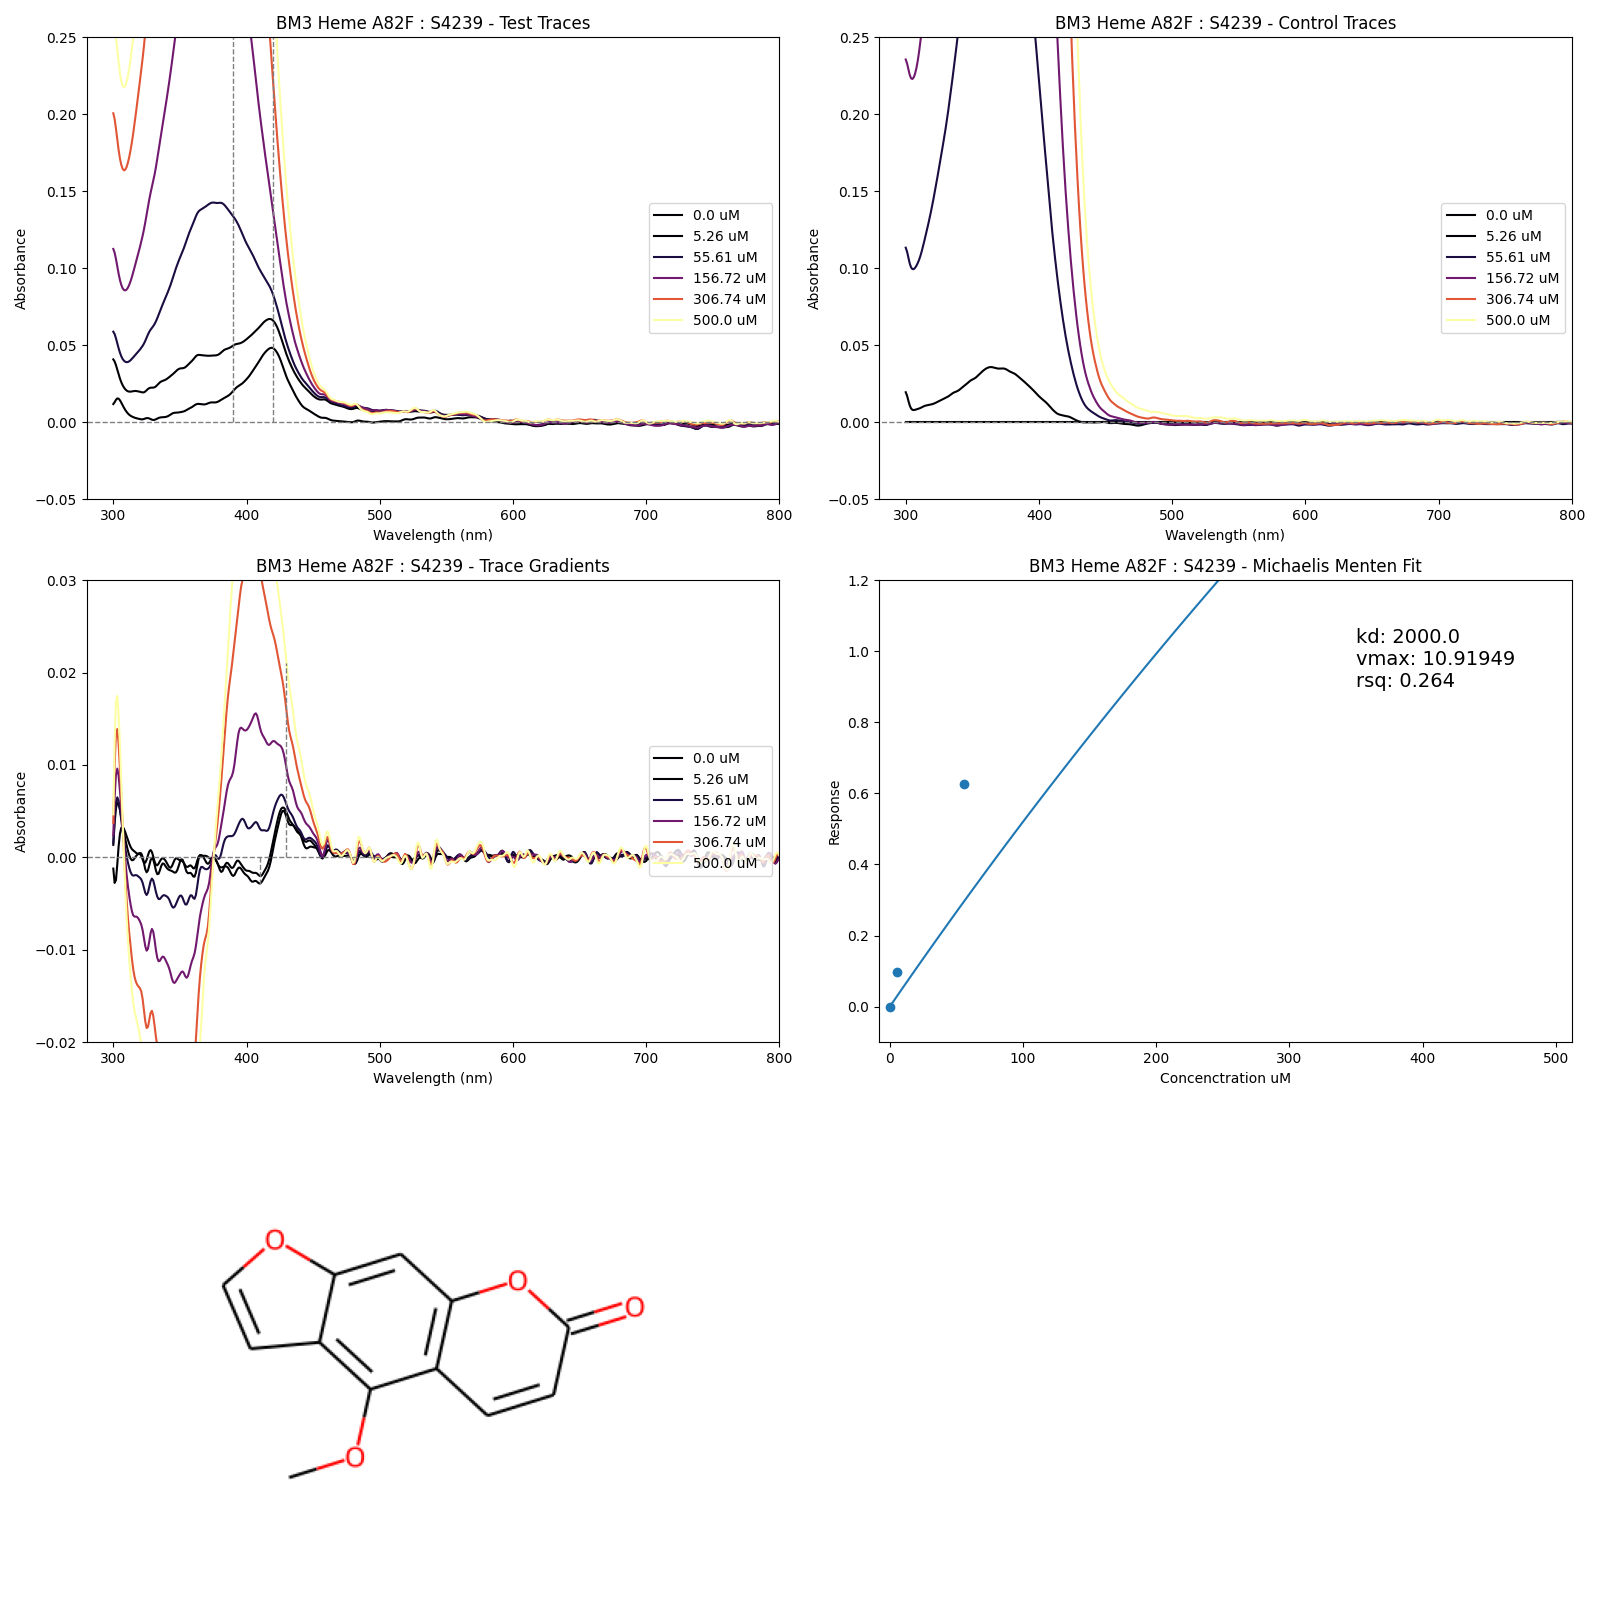 BM3 Heme A82F : S4239 - Test Traces
0.25
0.20
0.15
0.10
0.05
0.00
−0.05
Absorbance
300 400 500 600 700 800
Wavelength (nm)
0.0 uM
5.26 uM
55.61 uM
156.72 uM
306.74 uM
500.0 uM
BM3 Heme A82F : S4239 - Control Traces
0.25
0.20
0.15
0.10
0.05
0.00
−0.05
Absorbance
300 400 500 600 700 800
Wavelength (nm)
0.0 uM
5.26 uM
55.61 uM
156.72 uM
306.74 uM
500.0 uM
BM3 Heme A82F : S4239 - Trace Gradients
0.03
0.02
0.01
0.00
−0.01
−0.02
Absorbance
300 400 500 600 700 800
Wavelength (nm)
0.0 uM
5.26 uM
55.61 uM
156.72 uM
306.74 uM
500.0 uM
BM3 Heme A82F : S4239 - Michaelis Menten Fit
1.2
1.0
0.8
0.6
0.4
0.2
0.0
Response
kd: 2000.0
vmax: 10.91949
rsq: 0.264
0 100 200 300 400 500
Concenctration uM
O
O
O
O